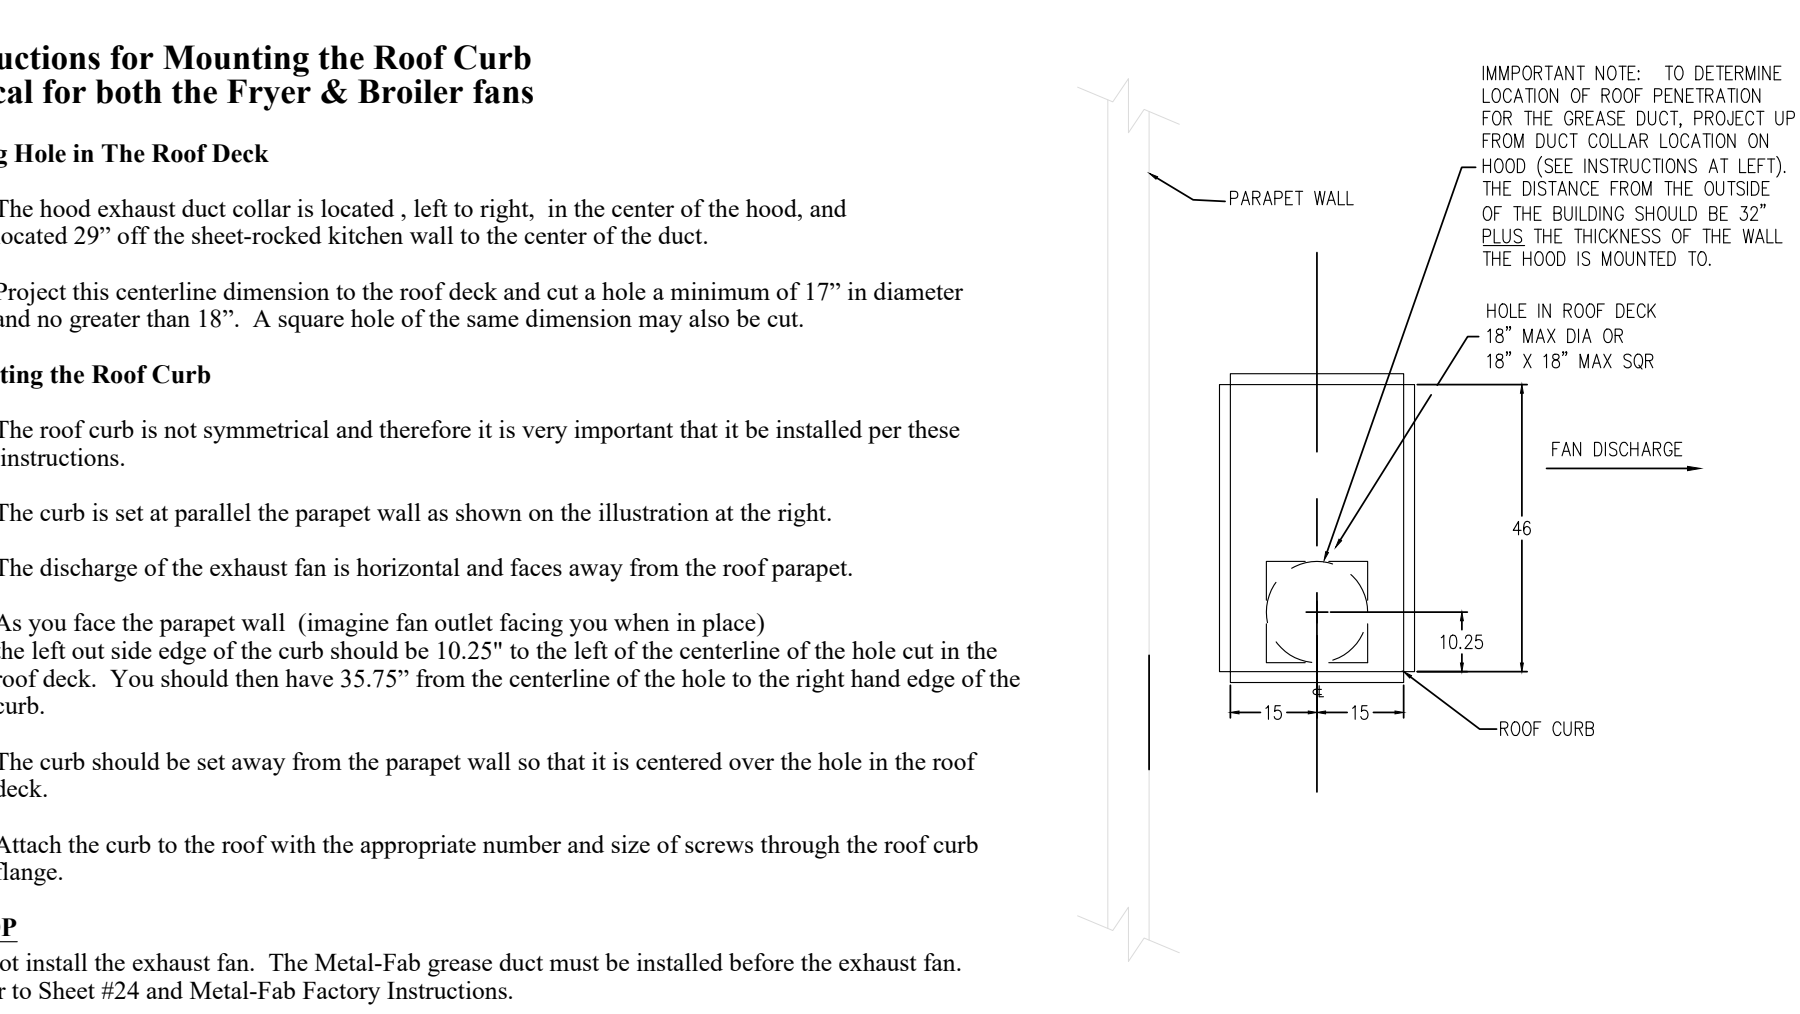 uctions for Mounting the Roof Curb
cal for both the Fryer & Broiler fans
g Hole in The Roof Deck
The hood exhaust duct collar is located , left to right,  in the center of the hood, and
located 29” off the sheet-rocked kitchen wall to the center of the duct.
Project this centerline dimension to the roof deck and cut a hole a minimum of 17” in diameter
and no greater than 18”.  A square hole of the same dimension may also be cut.
ting the Roof Curb
The roof curb is not symmetrical and therefore it is very important that it be installed per these
instructions.
The curb is set at parallel the parapet wall as shown on the illustration at the right.
The discharge of the exhaust fan is horizontal and faces away from the roof parapet.
As you face the parapet wall  (imagine fan outlet facing you when in place)
the left out side edge of the curb should be 10.25" to the left of the centerline of the hole cut in the
roof deck.  You should then have 35.75” from the centerline of the hole to the right hand edge of the
curb.
The curb should be set away from the parapet wall so that it is centered over the hole in the roof
deck.
Attach the curb to the roof with the appropriate number and size of screws through the roof curb
flange.
OP
ot install the exhaust fan.  The Metal-Fab grease duct must be installed before the exhaust fan.
r to Sheet #24 and Metal-Fab Factory Instructions.
IMMPORTANT NOTE:  TO DETERMINE
LOCATION OF ROOF PENETRATION
FOR THE GREASE DUCT, PROJECT UP
FROM DUCT COLLAR LOCATION ON
HOOD (SEE INSTRUCTIONS AT LEFT).
THE DISTANCE FROM THE OUTSIDE
OF THE BUILDING SHOULD BE 32”
PLUS THE THICKNESS OF THE WALL
THE HOOD IS MOUNTED TO.
PARAPET WALL
HOLE IN ROOF DECK
18” MAX DIA OR
18” X 18” MAX SQR
FAN DISCHARGE
46
10.25
℄
15
15
ROOF CURB